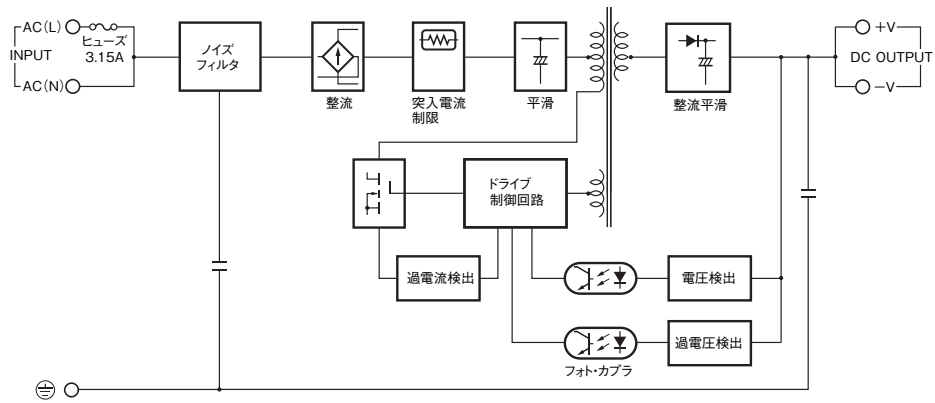 AC(L)
ヒューズ
3.15A
INPUT
AC(N)
ノイズ
フィルタ
整流
突入電流
制限
平滑
整流平滑
+V
DC OUTPUT
−V
ドライブ
制御回路
過電流検出
電圧検出
過電圧検出
フォト・カプラ